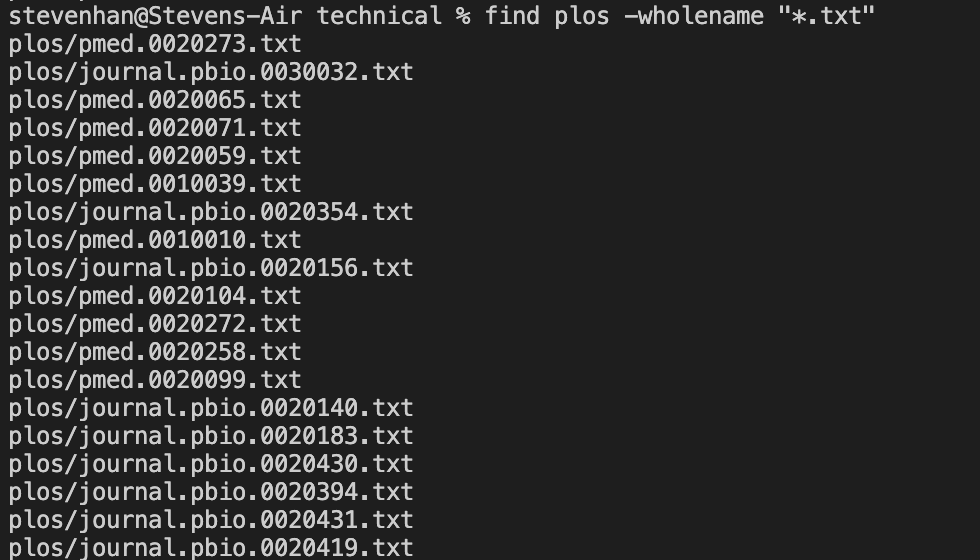 stevenhan@Stevens-Air technical % find plos -wholename "*.txt"
plos/pmed.0020273.txt
plos/journal.pbio.0030032.txt
plos/pmed.0020065.txt
plos/pmed.0020071.txt
plos/pmed.0020059.txt
plos/pmed.0010039.txt
plos/journal.pbio.0020354.txt
plos/pmed.0010010.txt
plos/journal.pbio.0020156.txt
plos/pmed.0020104.txt
plos/pmed.0020272.txt
plos/pmed.0020258.txt
plos/pmed.0020099.txt
plos/journal.pbio.0020140.txt
plos/journal.pbio.0020183.txt
plos/journal.pbio.0020430.txt
plos/journal.pbio.0020394.txt
plos/journal.pbio.0020431.txt
plos/journal.pbio.0020419.txt